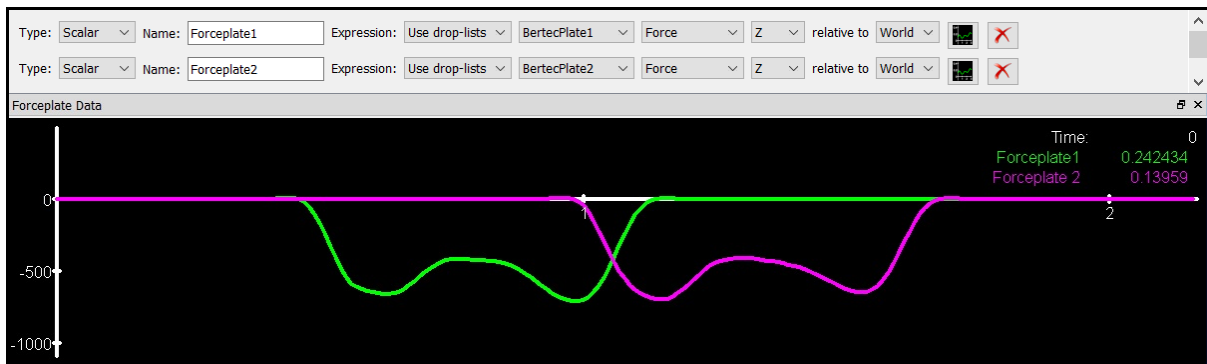 Type: Scalar Name: Forceplate1 Expression: Use drop-lists BertecPlate1 Force Z relative to World
Type: Scalar Name: Forceplate2 Expression: Use drop-lists BertecPlate2 Force Z relative to World
Forceplate Data
Time: 0
Forceplate1 0.242434
Forceplate 2 0.13959
0
1
2
-500
-1000